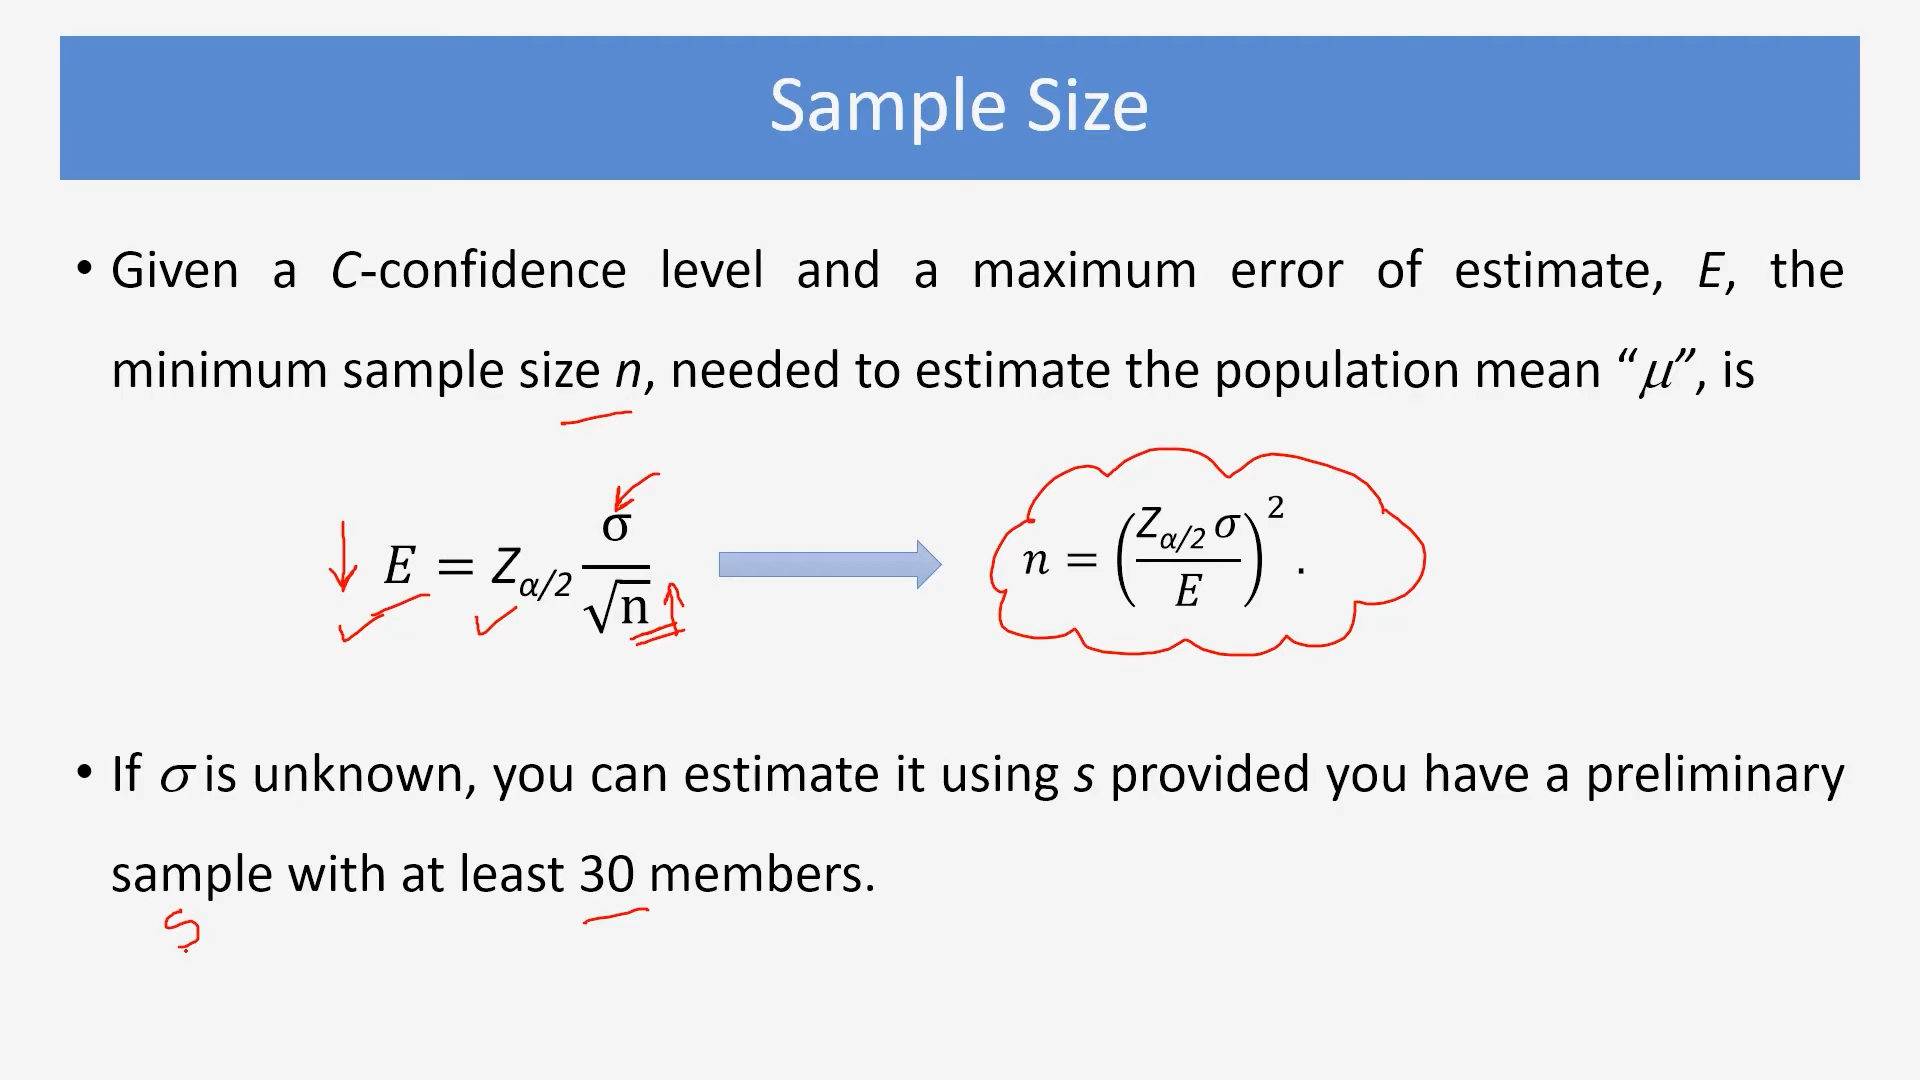 Sample Size
• Given a C-confidence level and a maximum error of estimate, E, the
minimum sample size n, needed to estimate the population mean “μ”, is
E = Z_{α/2} σ/√n
n = (Z_{α/2} σ / E)² .
• If σ is unknown, you can estimate it using s provided you have a preliminary
sample with at least 30 members.
S